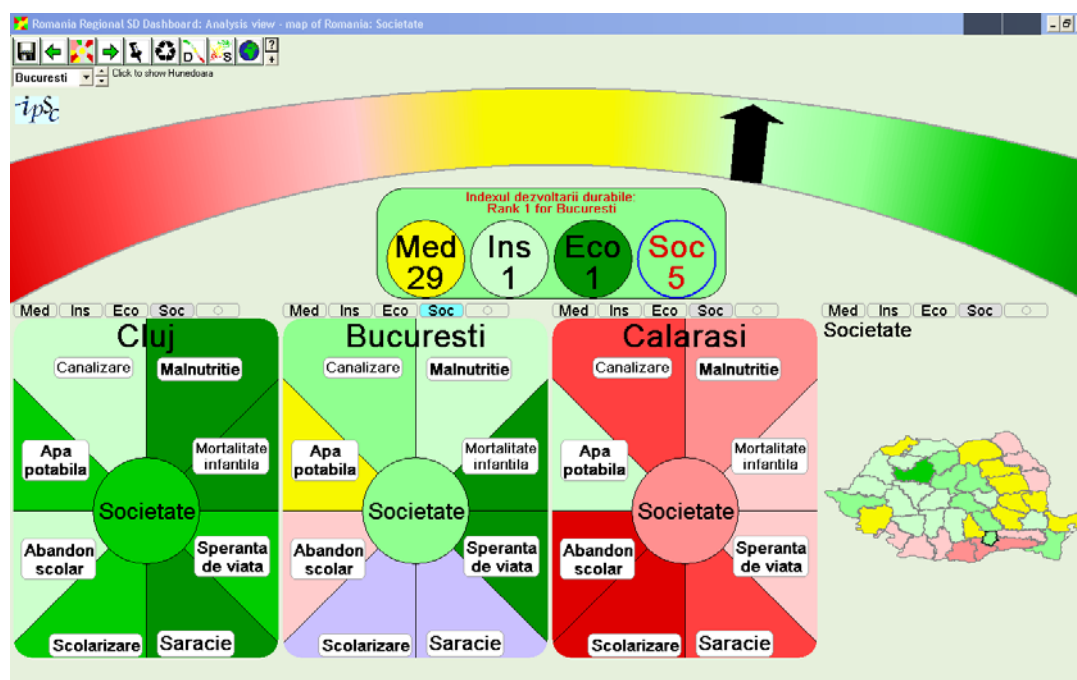 Romania Regional SD Dashboard: Analysis view - map of Romania: Societate
D
S
?
+
Bucuresti
Click to show Hunedoara
ipSc
Indexul dezvoltarii durabile:
Rank 1 for Bucuresti
Med Ins Eco Soc
29 1 1 5
Med Ins Eco Soc
Med Ins Eco Soc
Med Ins Eco Soc
Med Ins Eco Soc
Cluj
Canalizare
Malnutritie
Apa
potabila
Mortalitate
infantila
Societate
Abandon
scolar
Speranta
de viata
Scolarizare
Saracie
Bucuresti
Canalizare
Malnutritie
Apa
potabila
Mortalitate
infantila
Societate
Abandon
scolar
Speranta
de viata
Scolarizare
Saracie
Calarasi
Canalizare
Malnutritie
Apa
potabila
Mortalitate
infantila
Societate
Abandon
scolar
Speranta
de viata
Scolarizare
Saracie
Societate